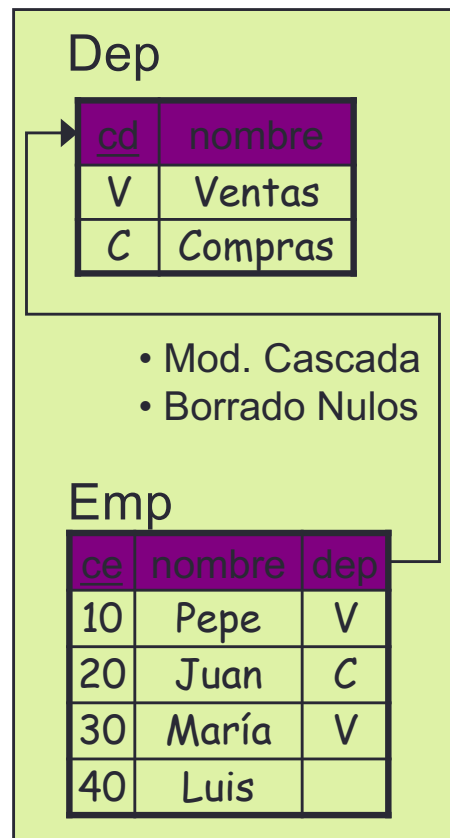 Dep
cd nombre
V Ventas
C Compras
• Mod. Cascada
• Borrado Nulos
Emp
ce nombre dep
10 Pepe V
20 Juan C
30 María V
40 Luis